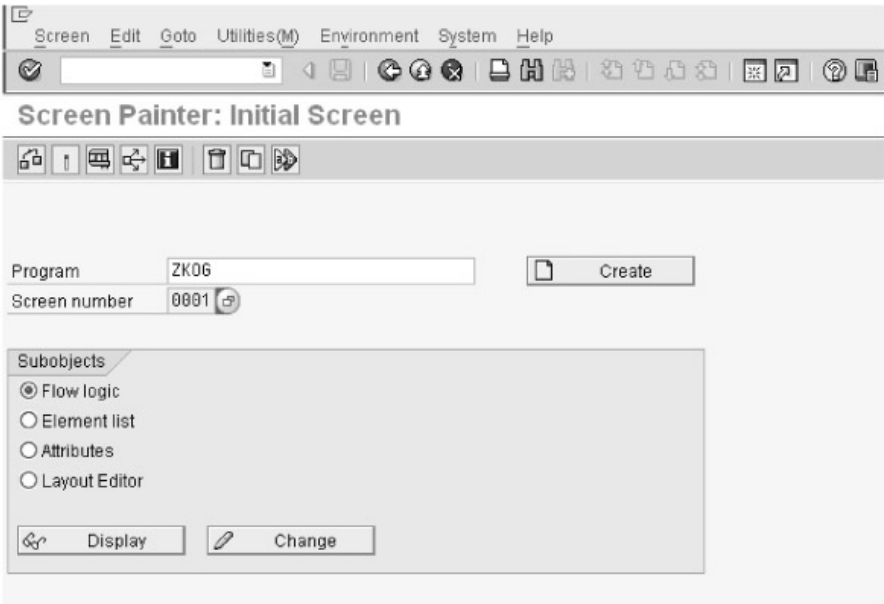 Screen Edit Goto Utilities(M) Environment System Help
Screen Painter: Initial Screen
Program ZKOG Create
Screen number 0001
Subobjects
Flow logic
Element list
Attributes
Layout Editor
Display Change